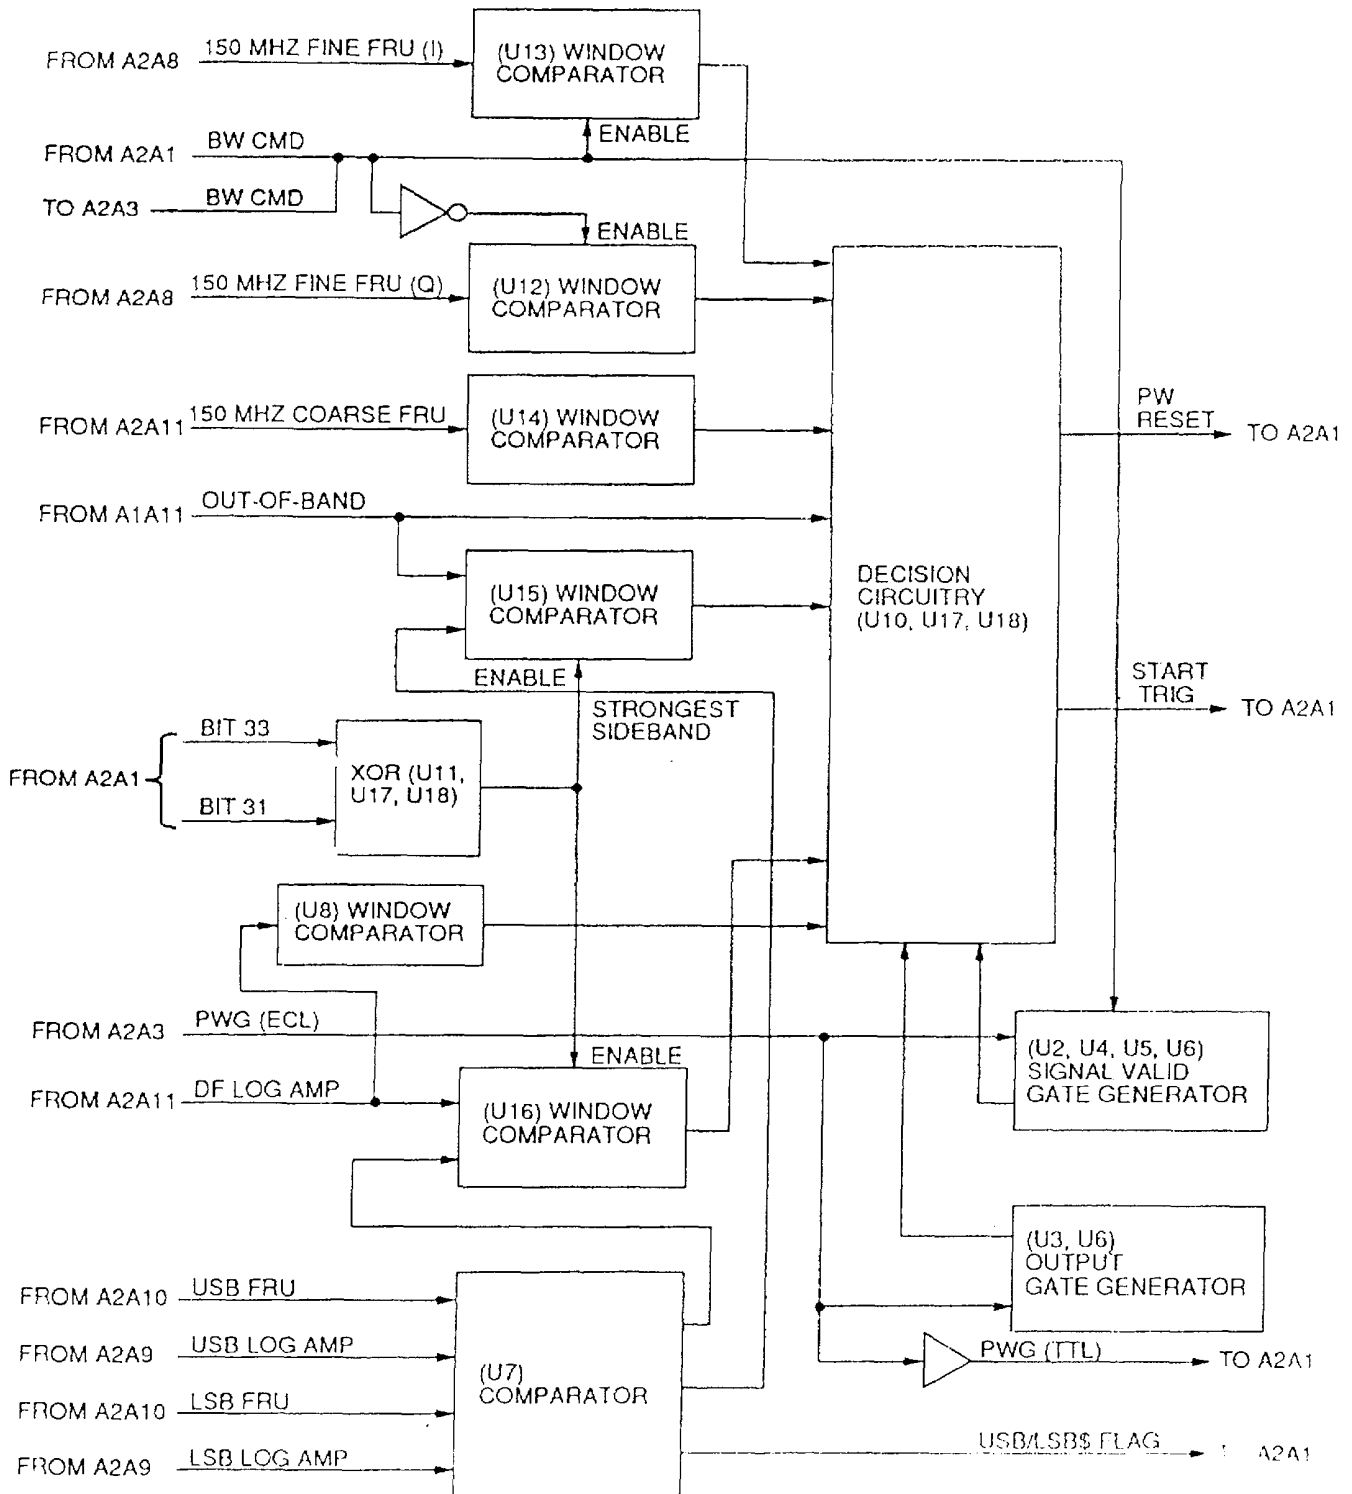 FROM A2A8
150 MHZ FINE FRU (I)
(U13) WINDOW
COMPARATOR
ENABLE
FROM A2A1
BW CMD
TO A2A3
BW CMD
ENABLE
FROM A2A8
150 MHZ FINE FRU (Q)
(U12) WINDOW
COMPARATOR
FROM A2A11
150 MHZ COARSE FRU
(U14) WINDOW
COMPARATOR
PW
RESET
TO A2A1
FROM A1A11
OUT-OF-BAND
(U15) WINDOW
COMPARATOR
DECISION
CIRCUITRY
(U10, U17, U18)
ENABLE
STRONGEST
SIDEBAND
START
TRIG
TO A2A1
FROM A2A1
BIT 33
BIT 31
XOR (U11,
U17, U18)
(U8) WINDOW
COMPARATOR
FROM A2A3
PWG (ECL)
ENABLE
(U2, U4, U5, U6)
SIGNAL VALID
GATE GENERATOR
FROM A2A11
DF LOG AMP
(U16) WINDOW
COMPARATOR
(U3, U6)
OUTPUT
GATE GENERATOR
FROM A2A10
USB FRU
FROM A2A9
USB LOG AMP
PWG (TTL)
TO A2A1
(U7)
COMPARATOR
FROM A2A10
LSB FRU
FROM A2A9
LSB LOG AMP
USB/LSB$ FLAG
A2A1